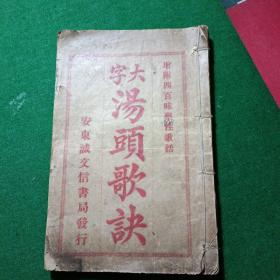 增附四百味藥性歌括
大字
湯頭歌訣
安東誠文信書局發行